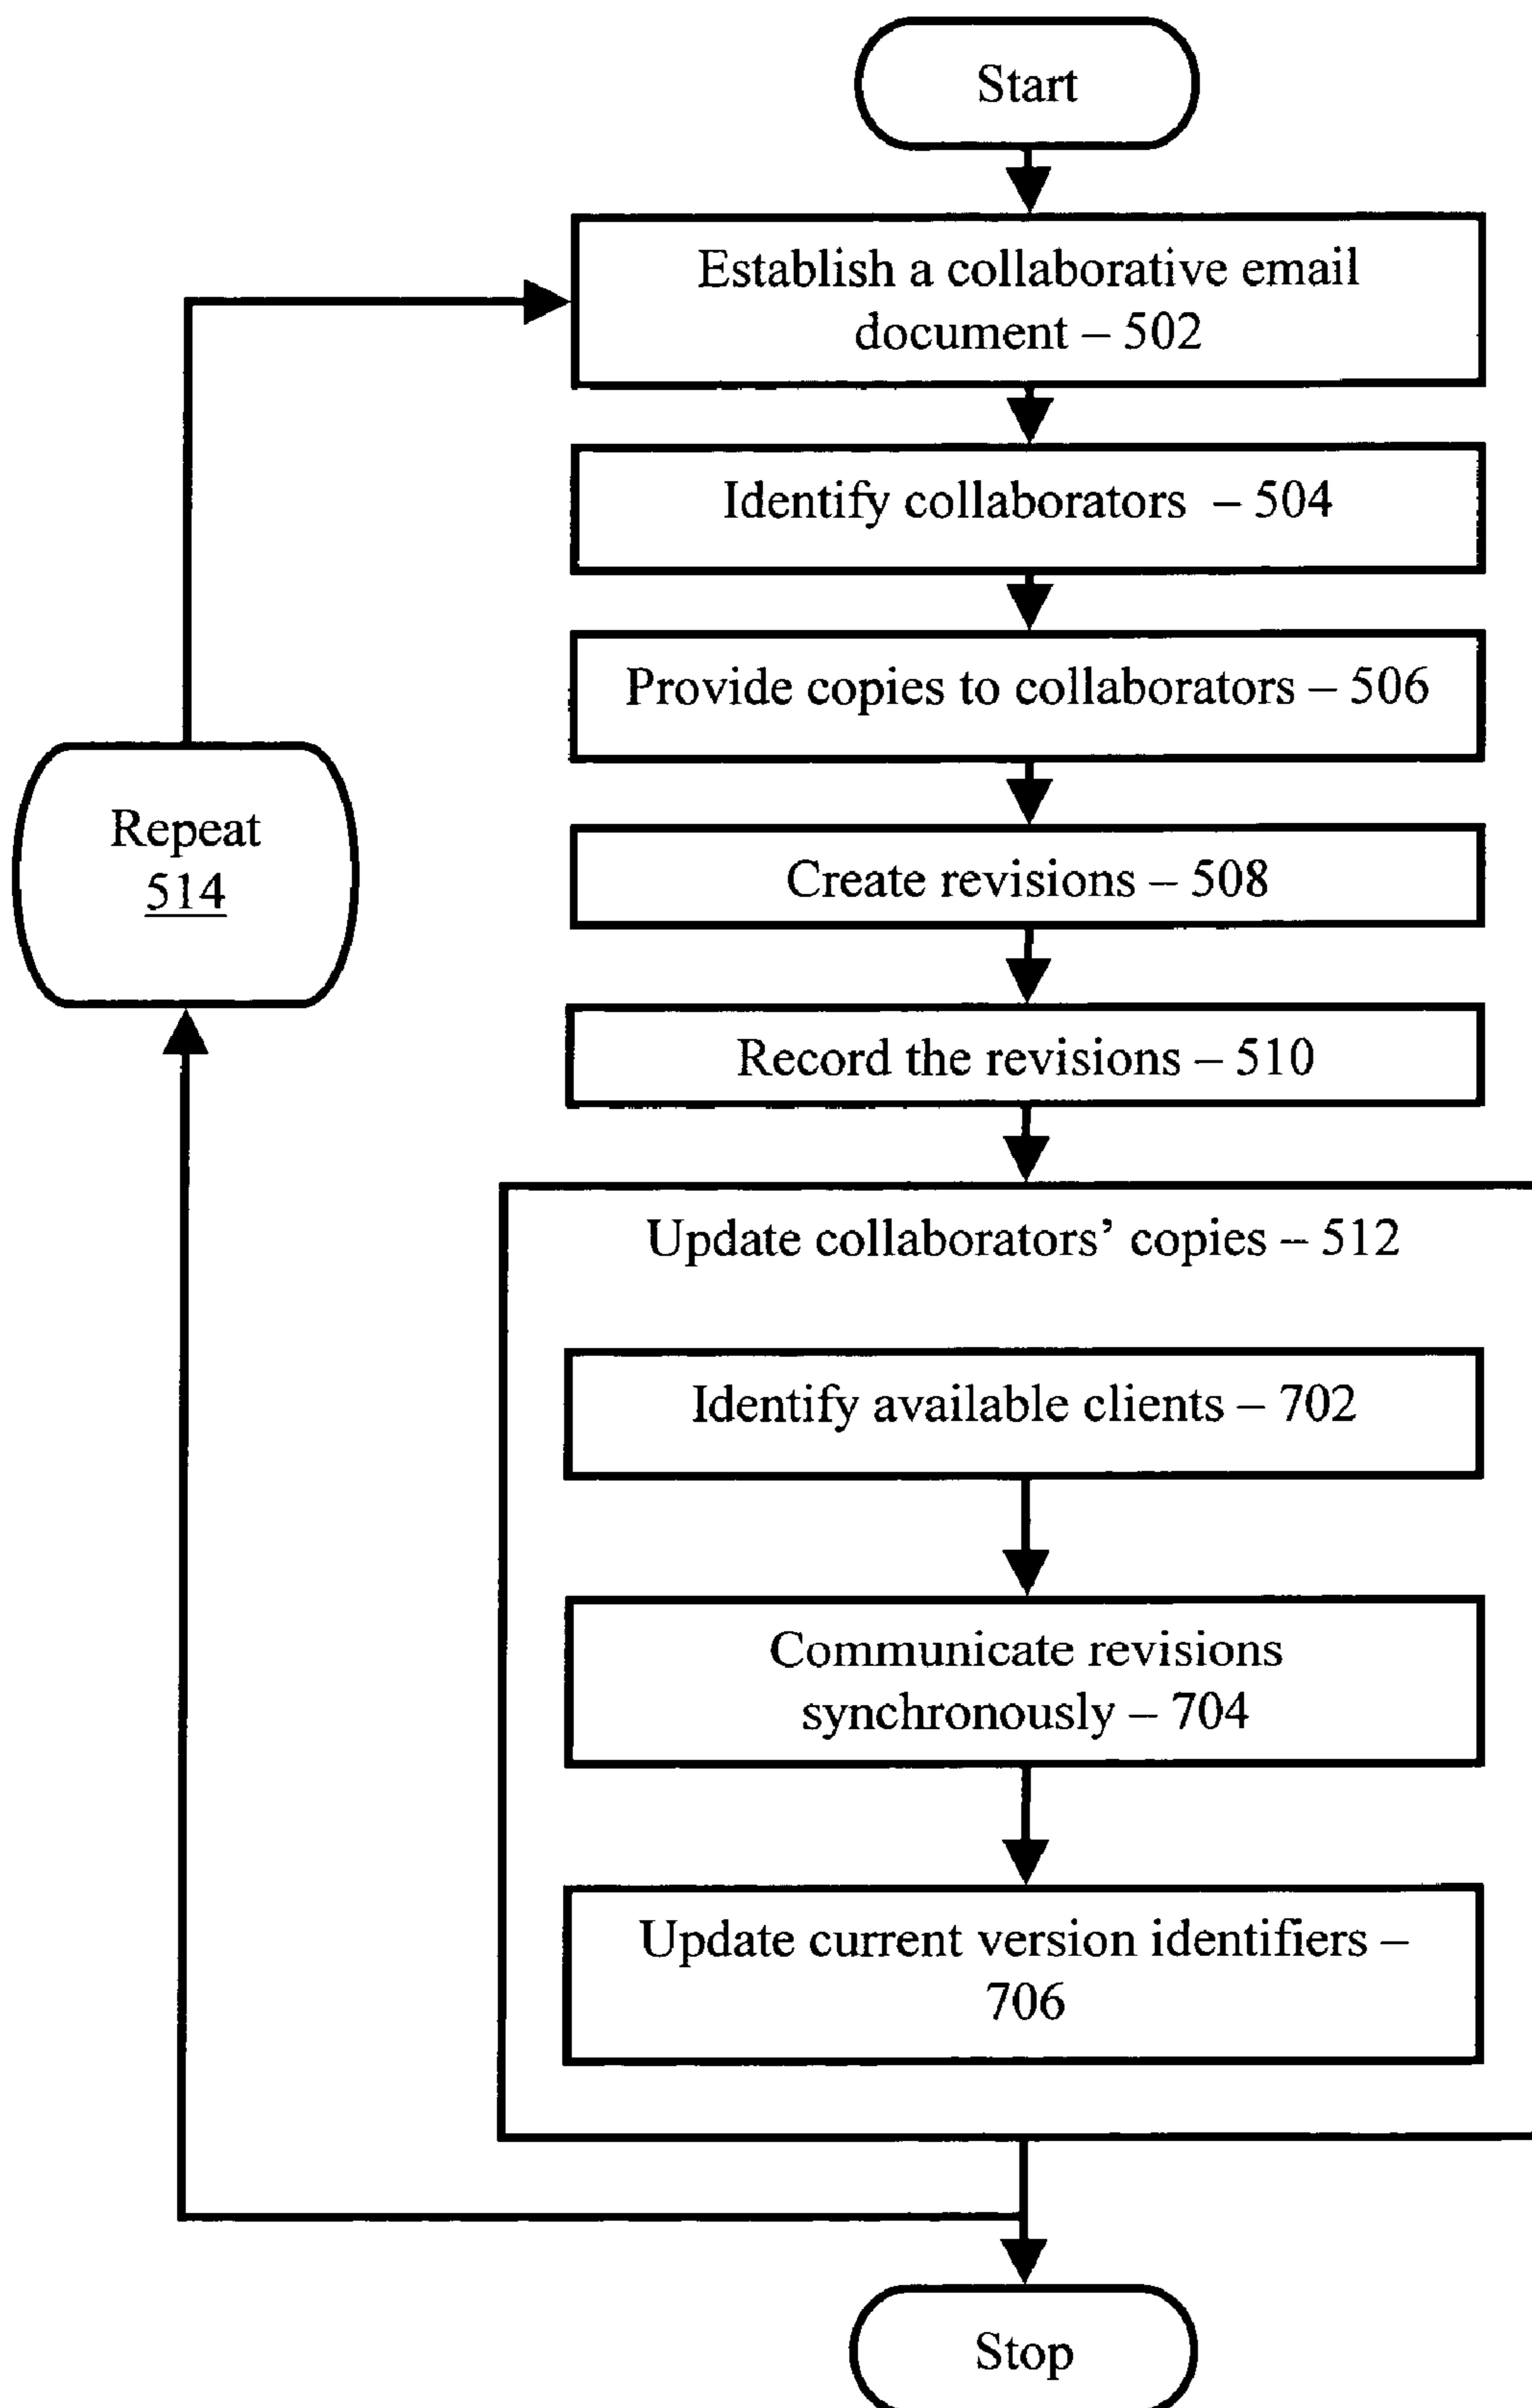 Start
Establish a collaborative email
document – 502
Identify collaborators – 504
Provide copies to collaborators – 506
Create revisions – 508
Repeat
514
Record the revisions – 510
Update collaborators’ copies – 512
Identify available clients – 702
Communicate revisions
synchronously – 704
Update current version identifiers –
706
Stop